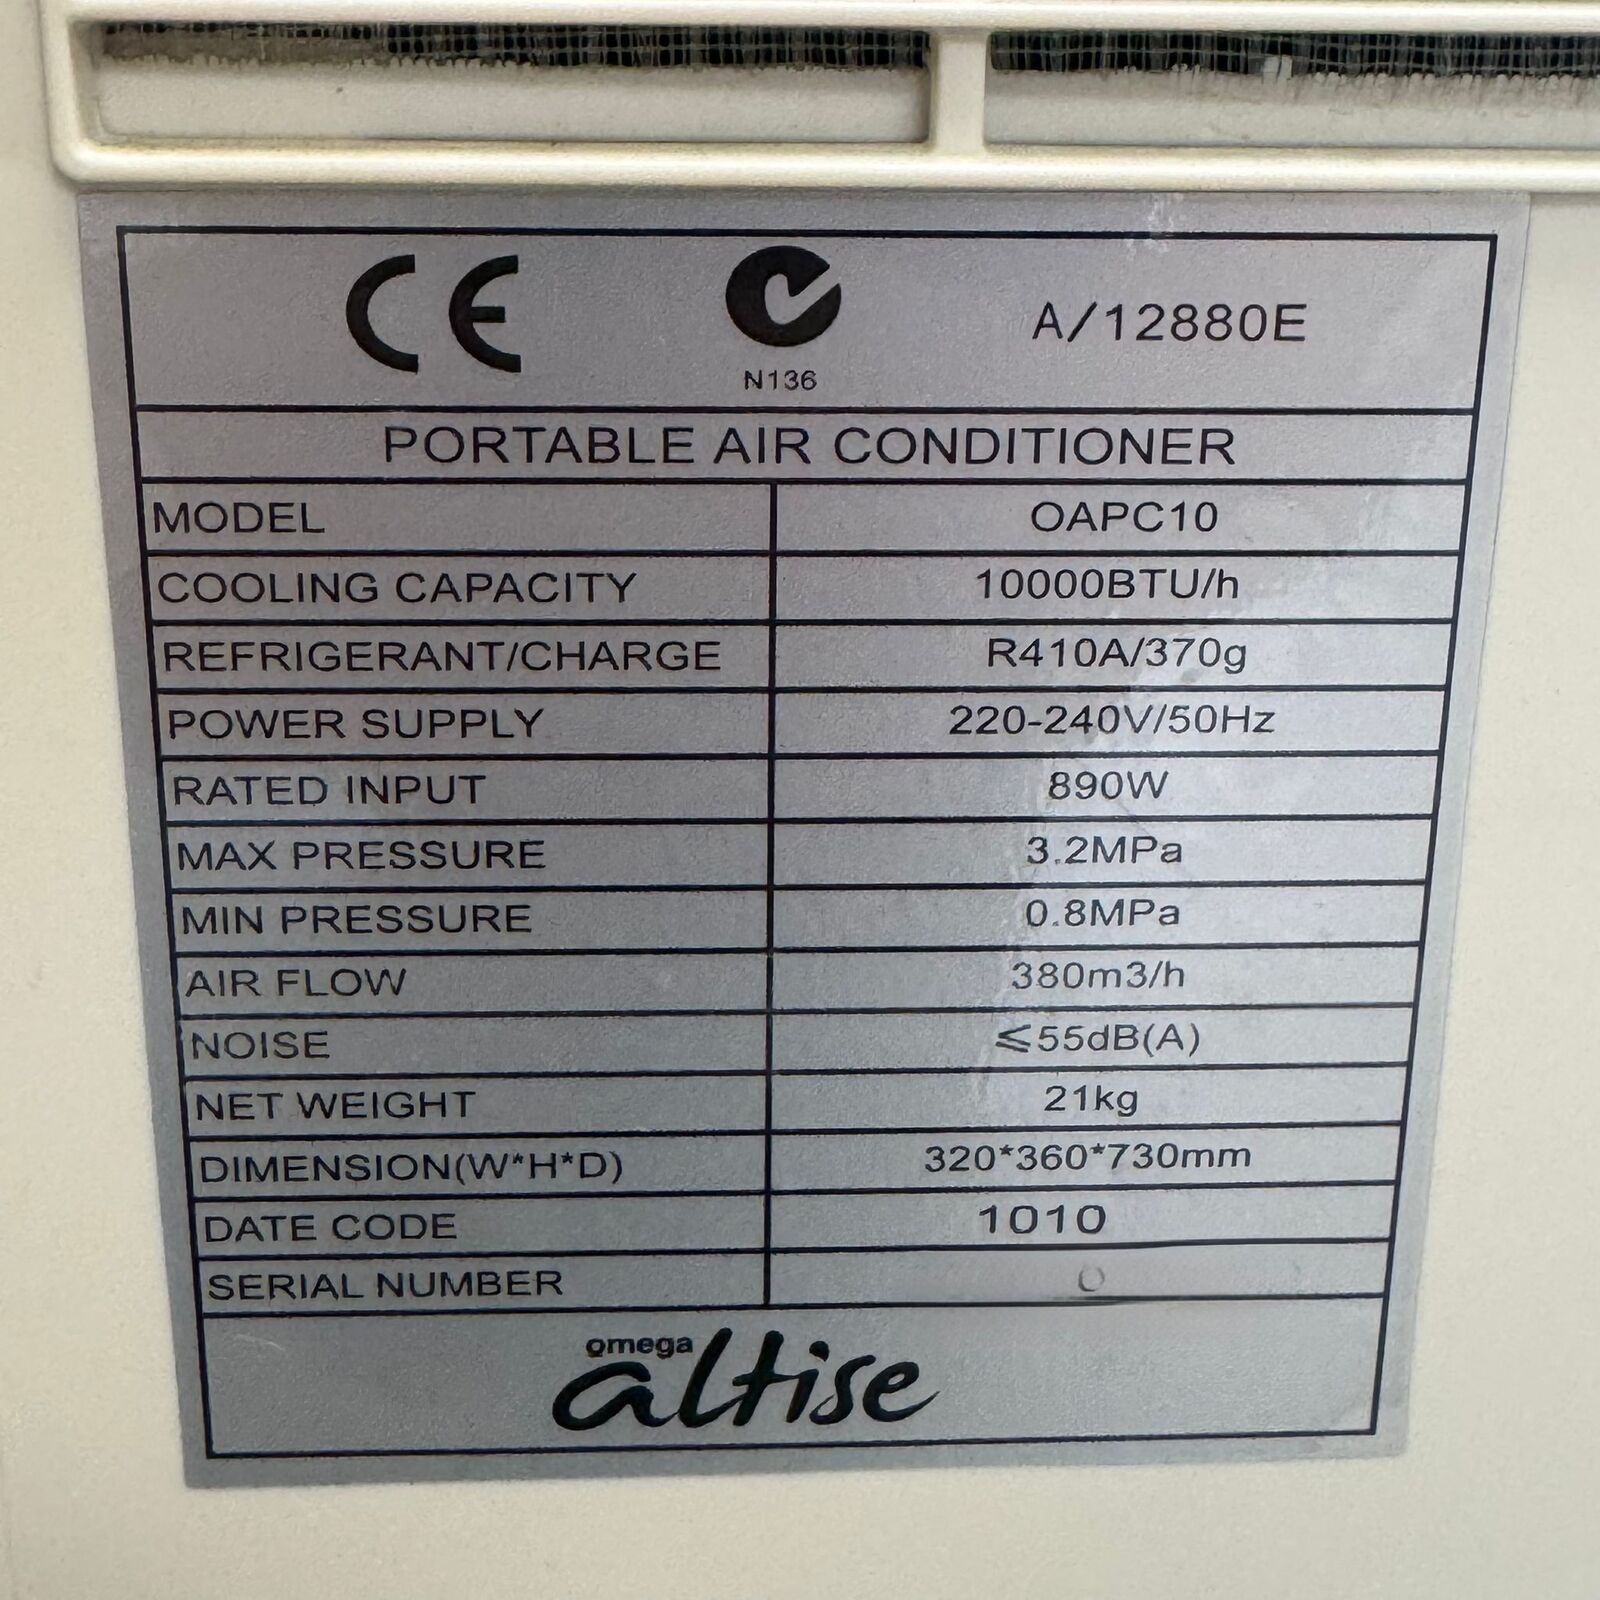 CE
N136
A/12880E
PORTABLE AIR CONDITIONER
MODEL OAPC10
COOLING CAPACITY 10000BTU/h
REFRIGERANT/CHARGE R410A/370g
POWER SUPPLY 220-240V/50Hz
RATED INPUT 890W
MAX PRESSURE 3.2MPa
MIN PRESSURE 0.8MPa
AIR FLOW 380m3/h
NOISE ≤55dB(A)
NET WEIGHT 21kg
DIMENSION(W*H*D) 320*360*730mm
DATE CODE 1010
SERIAL NUMBER
omega
altise